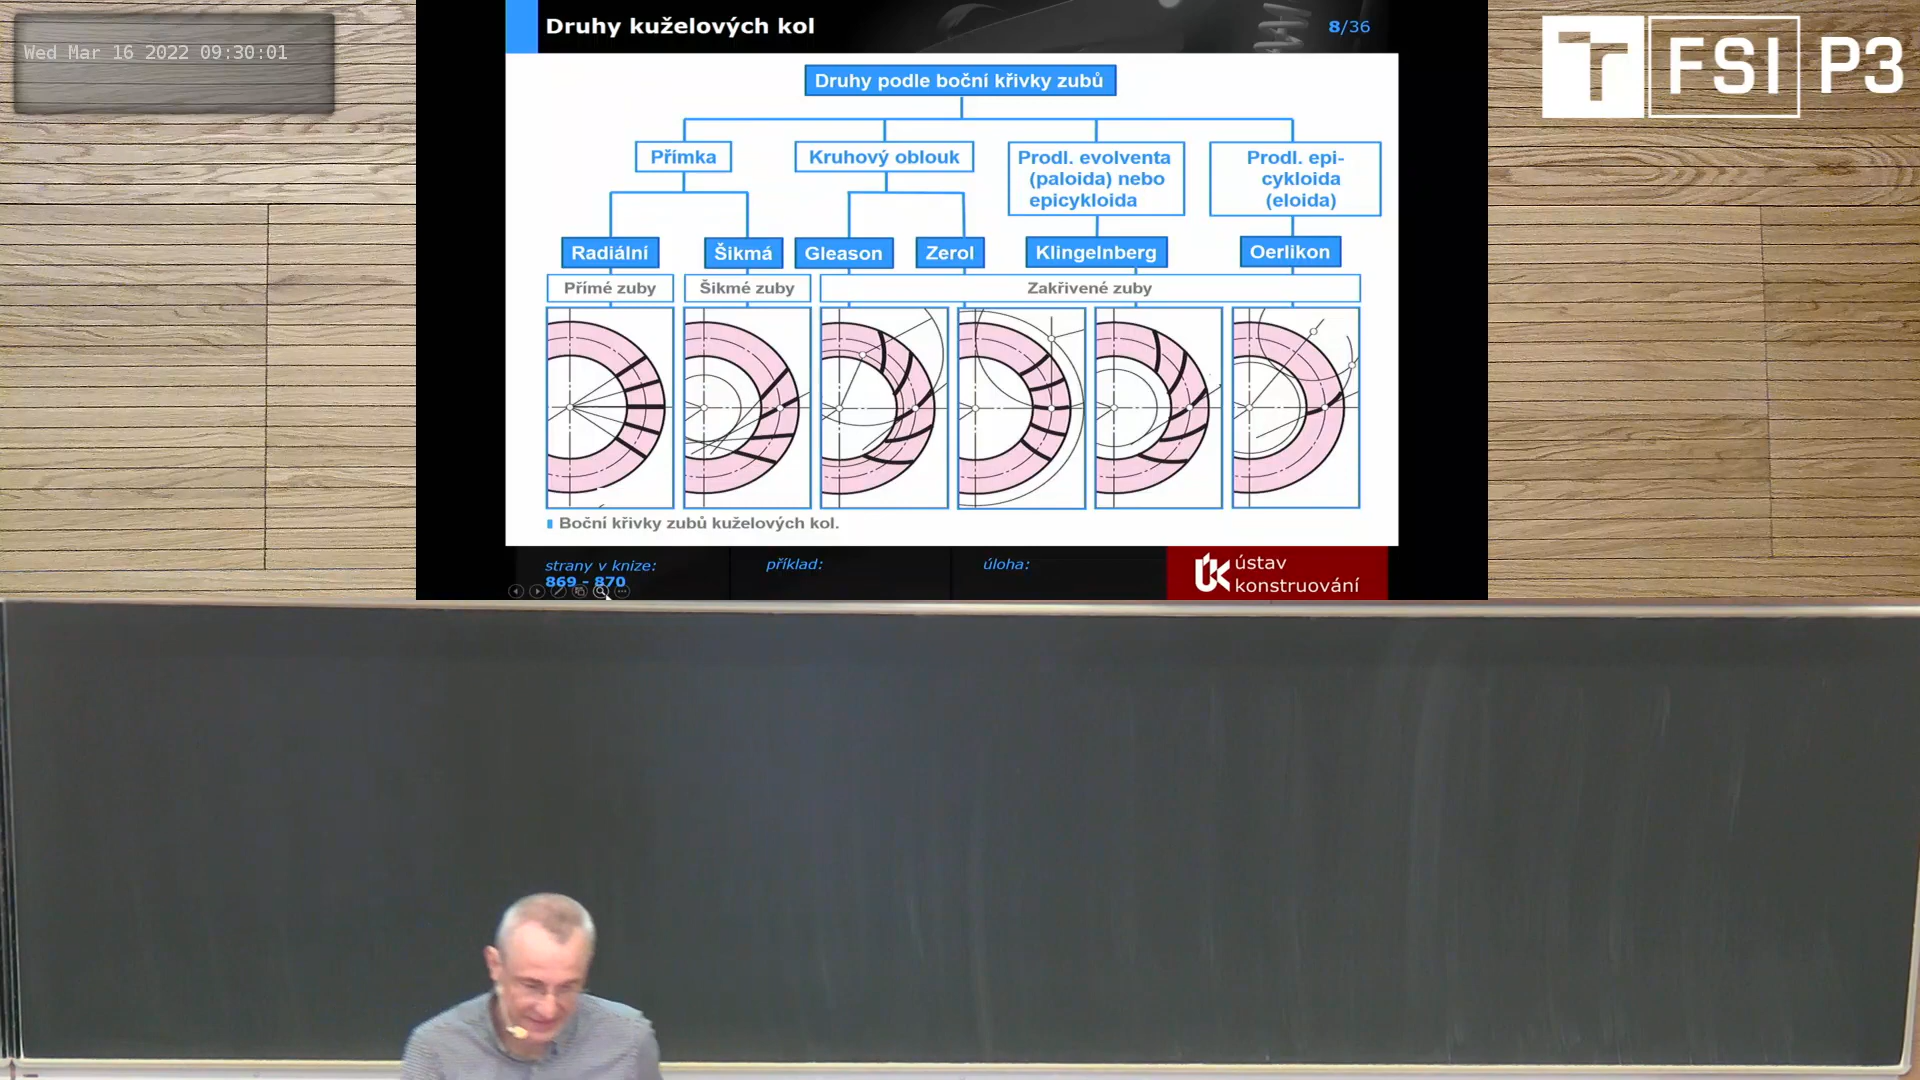 Wed Mar 16 2022 09:30:01
Druhy kuželových kol
8/36
T FSI P3
Druhy podle boční křivky zubů
Přímka
Kruhový oblouk
Prodl. evolventa
(paloida) nebo
epicykloida
Prodl. epi-
cykloida
(eloida)
Radiální
Šikmá
Gleason
Zerol
Klingelnberg
Oerlikon
Přímé zuby
Šikmé zuby
Zakřivené zuby
Boční křivky zubů kuželových kol.
strany v knize:
869 - 870
příklad:
úloha:
ÚK
ústav
konstruování